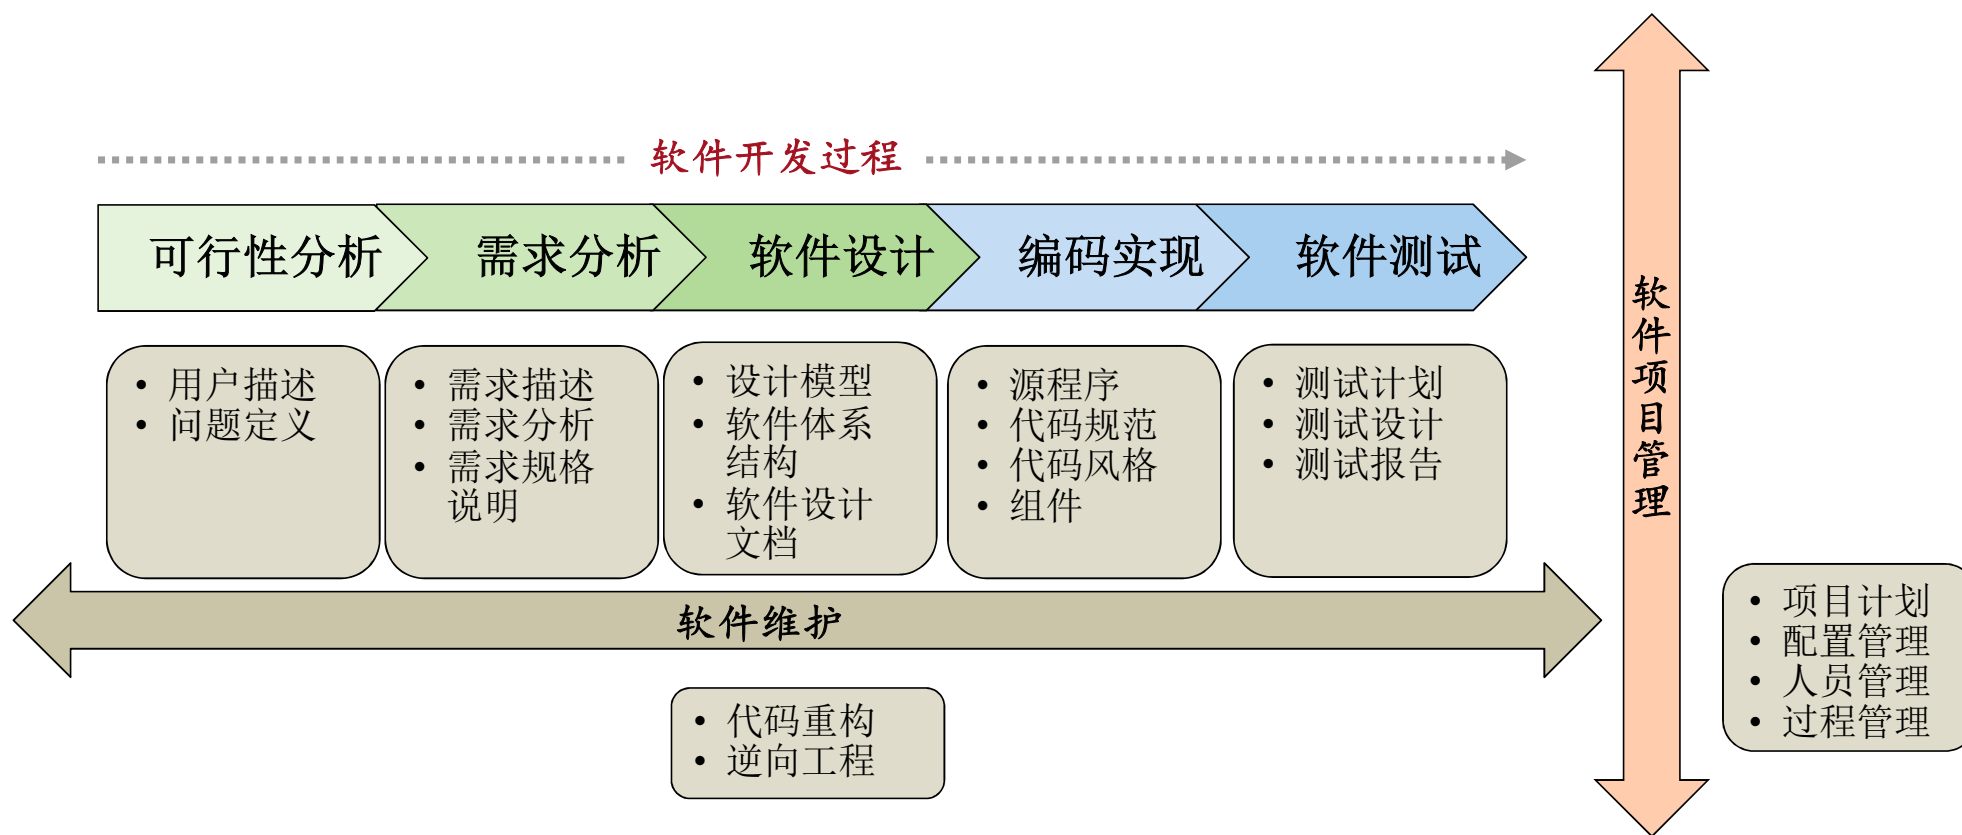 软件开发过程
可行性分析
需求分析
软件设计
编码实现
软件测试
• 用户描述
• 问题定义
• 需求描述
• 需求分析
• 需求规格
说明
• 设计模型
• 软件体系
结构
• 软件设计
文档
• 源程序
• 代码规范
• 代码风格
• 组件
• 测试计划
• 测试设计
• 测试报告
软件维护
• 代码重构
• 逆向工程
软件项目管理
• 项目计划
• 配置管理
• 人员管理
• 过程管理